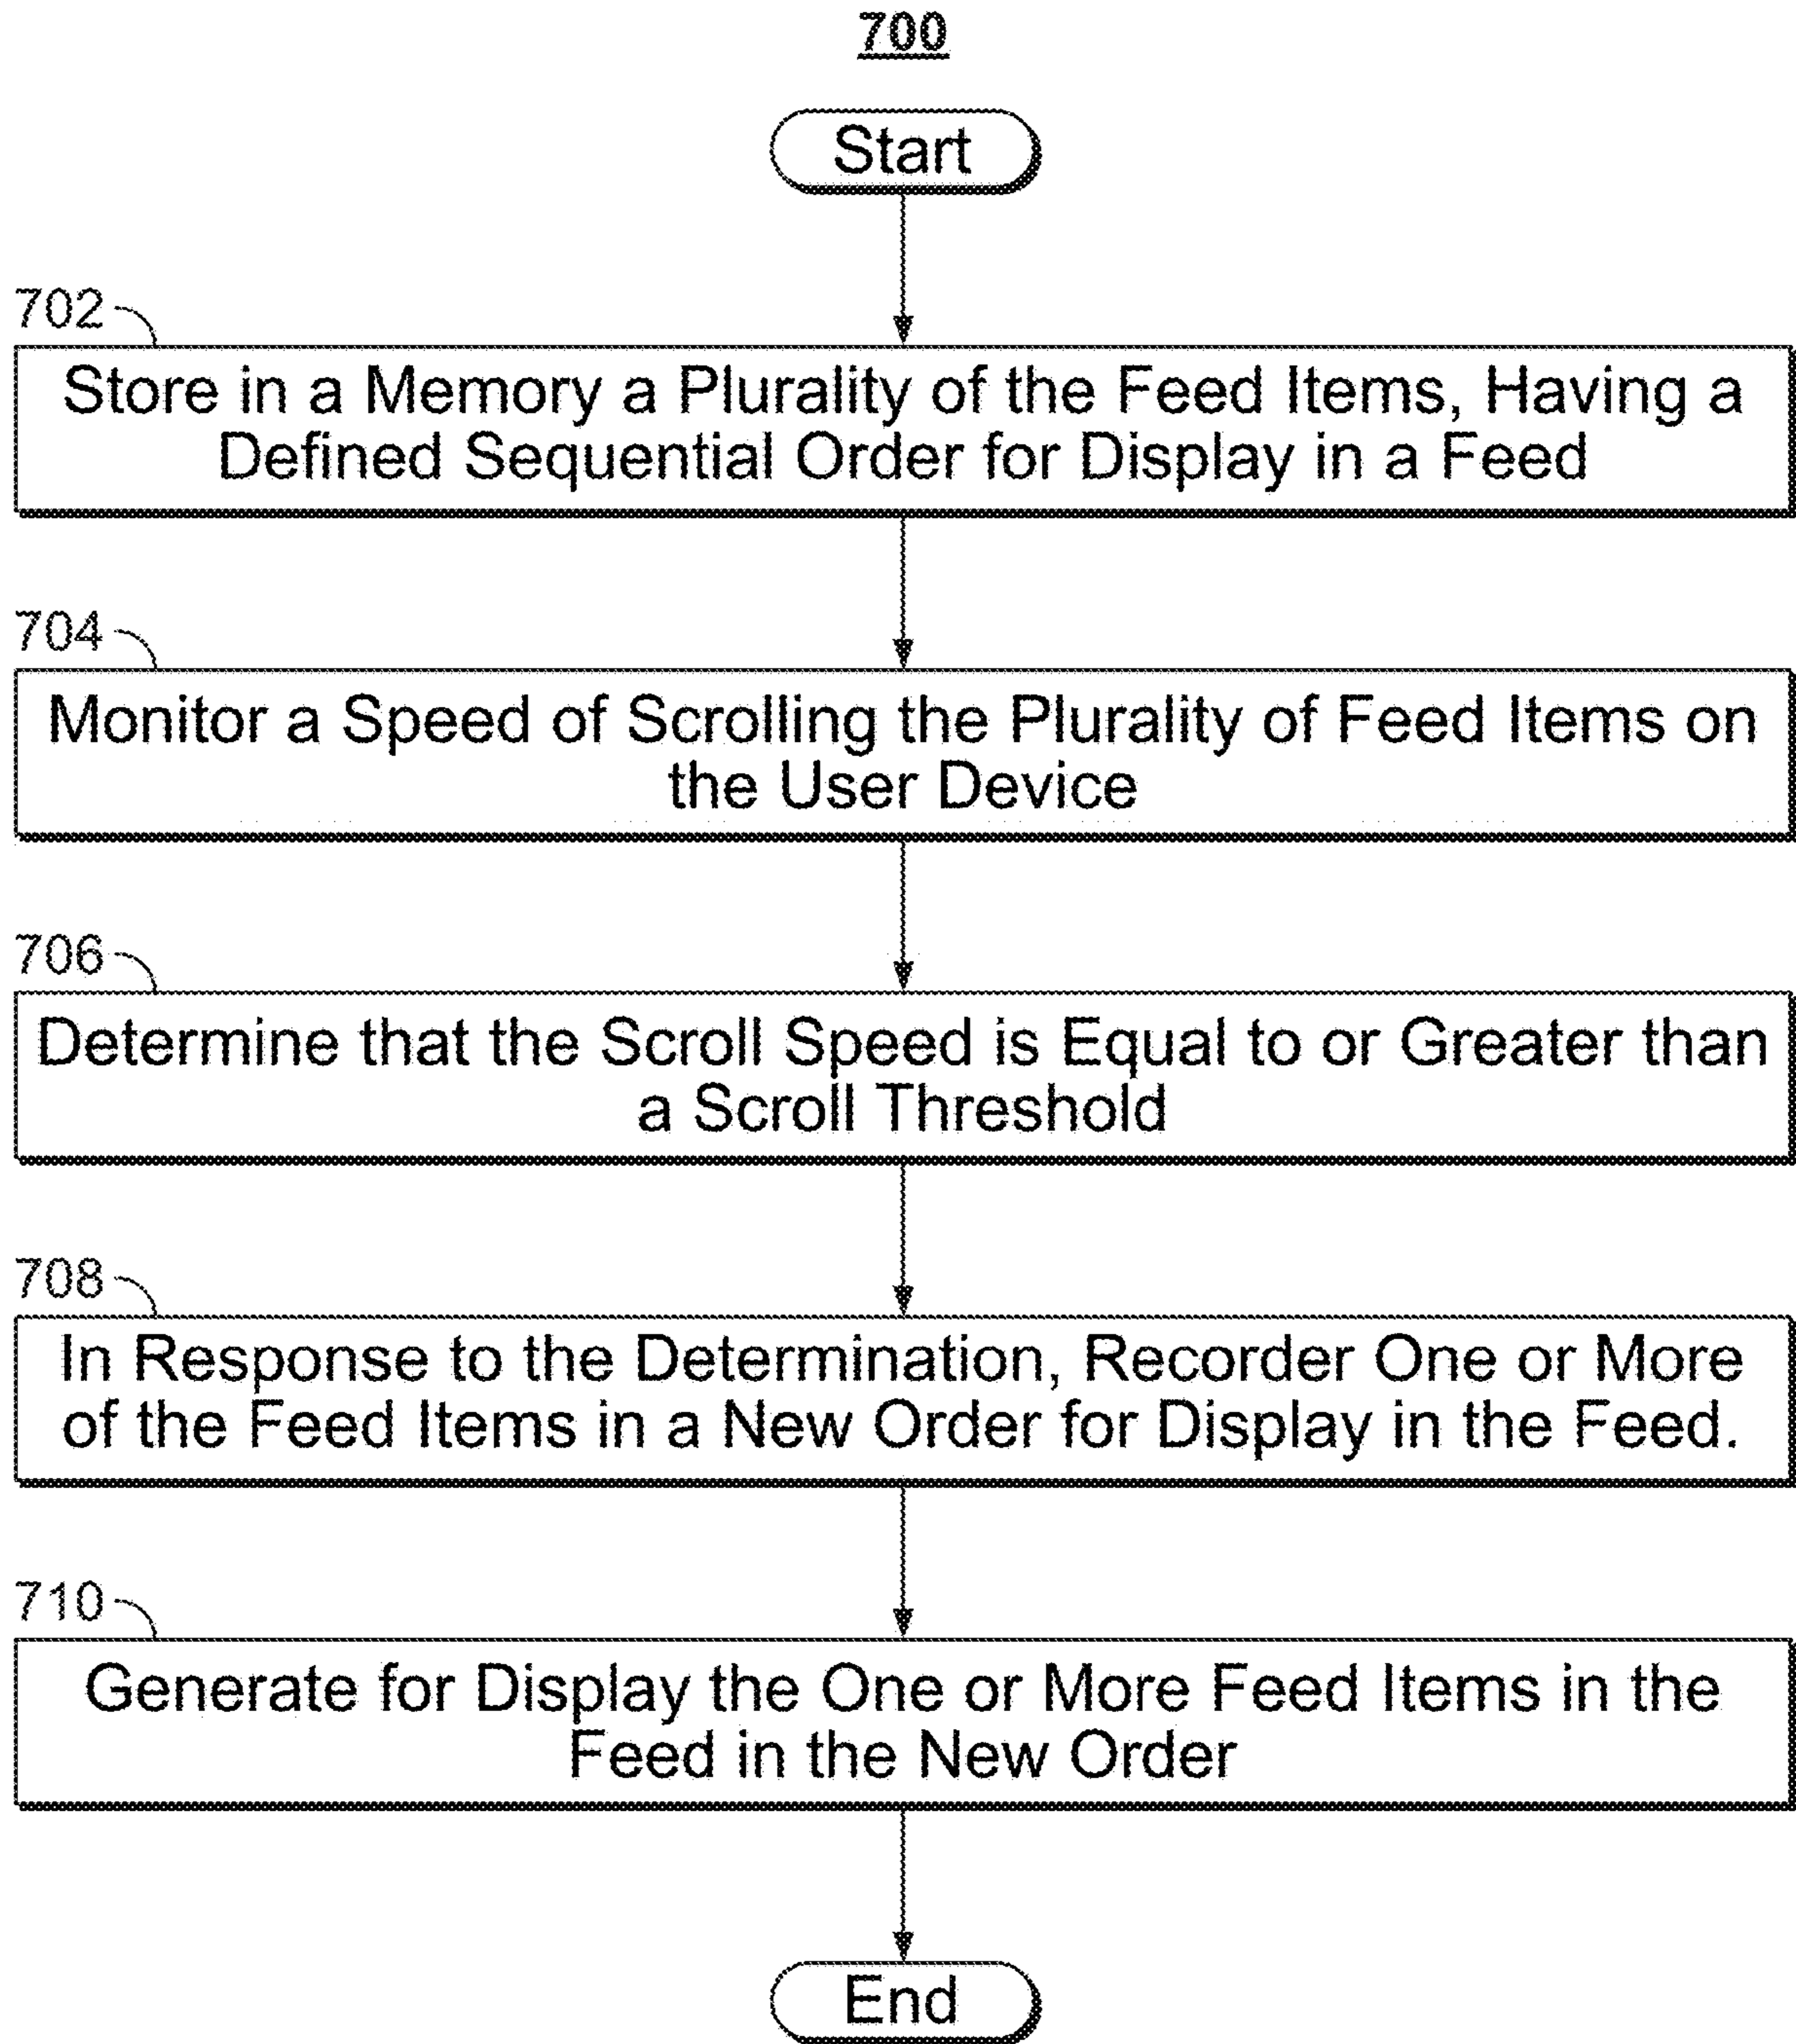 700
Start
702
Store in a Memory a Plurality of the Feed Items, Having a
Defined Sequential Order for Display in a Feed
704
Monitor a Speed of Scrolling the Plurality of Feed Items on
the User Device
706
Determine that the Scroll Speed is Equal to or Greater than
a Scroll Threshold
708
In Response to the Determination, Recorder One or More
of the Feed Items in a New Order for Display in the Feed.
710
Generate for Display the One or More Feed Items in the
Feed in the New Order
End